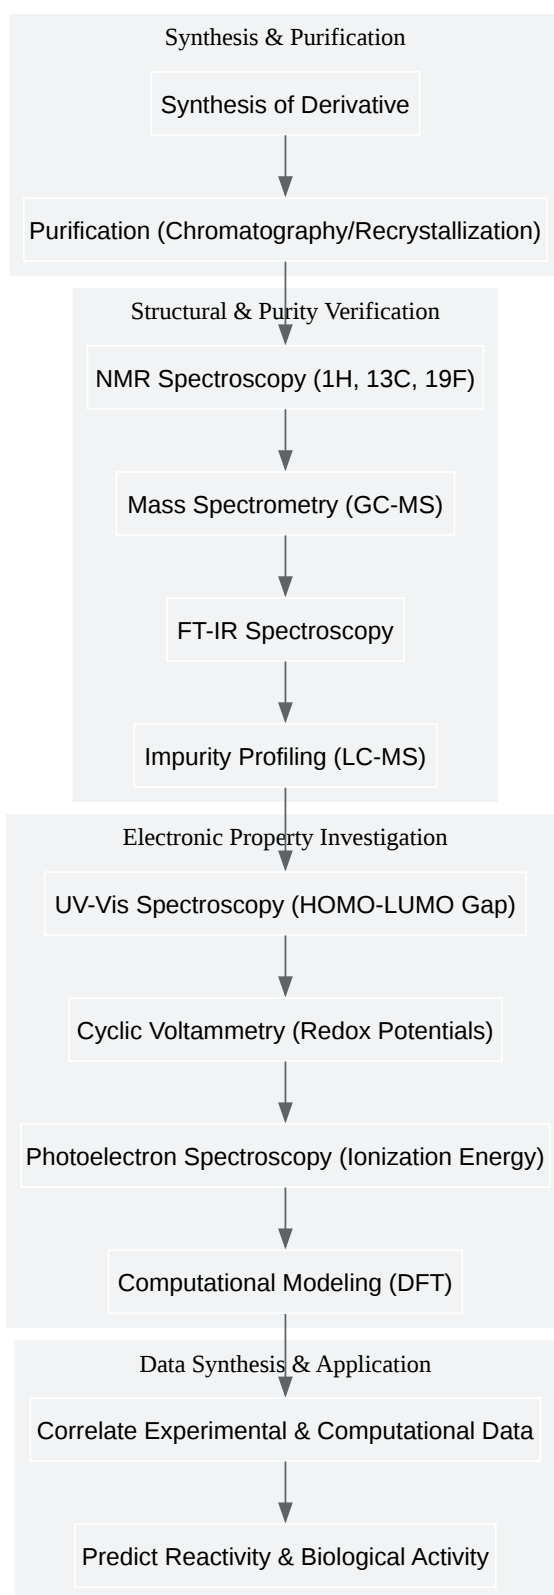 Synthesis & Purification
Synthesis of Derivative
Purification (Chromatography/Recrystallization)
Structural & Purity Verification
NMR Spectroscopy (1H, 13C, 19F)
Mass Spectrometry (GC-MS)
FT-IR Spectroscopy
Impurity Profiling (LC-MS)
Electronic Property Investigation
UV-Vis Spectroscopy (HOMO-LUMO Gap)
Cyclic Voltammetry (Redox Potentials)
Photoelectron Spectroscopy (Ionization Energy)
Computational Modeling (DFT)
Data Synthesis & Application
Correlate Experimental & Computational Data
Predict Reactivity & Biological Activity